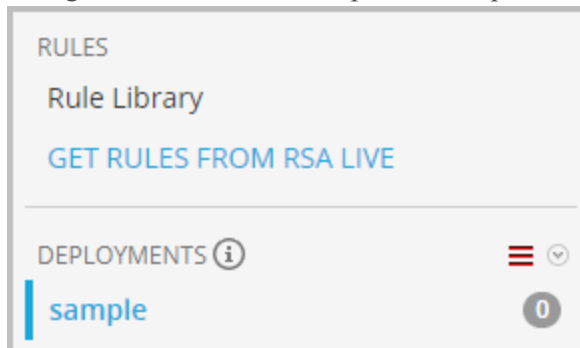 RULES
Rule Library
GET RULES FROM RSA LIVE
DEPLOYMENTS
sample 0